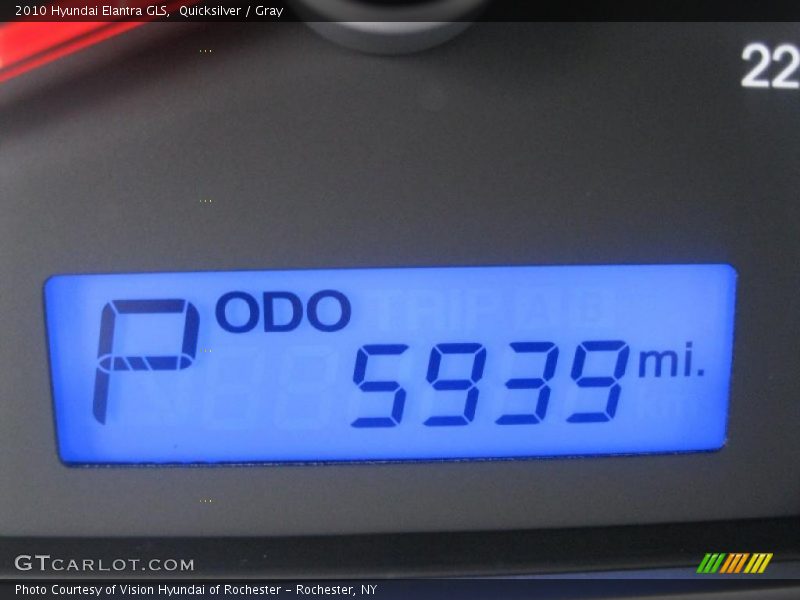 2010 Hyundai Elantra GLS, Quicksilver / Gray
22
ODO
P 5939 mi.
GTCARLOT.COM
Photo Courtesy of Vision Hyundai of Rochester - Rochester, NY